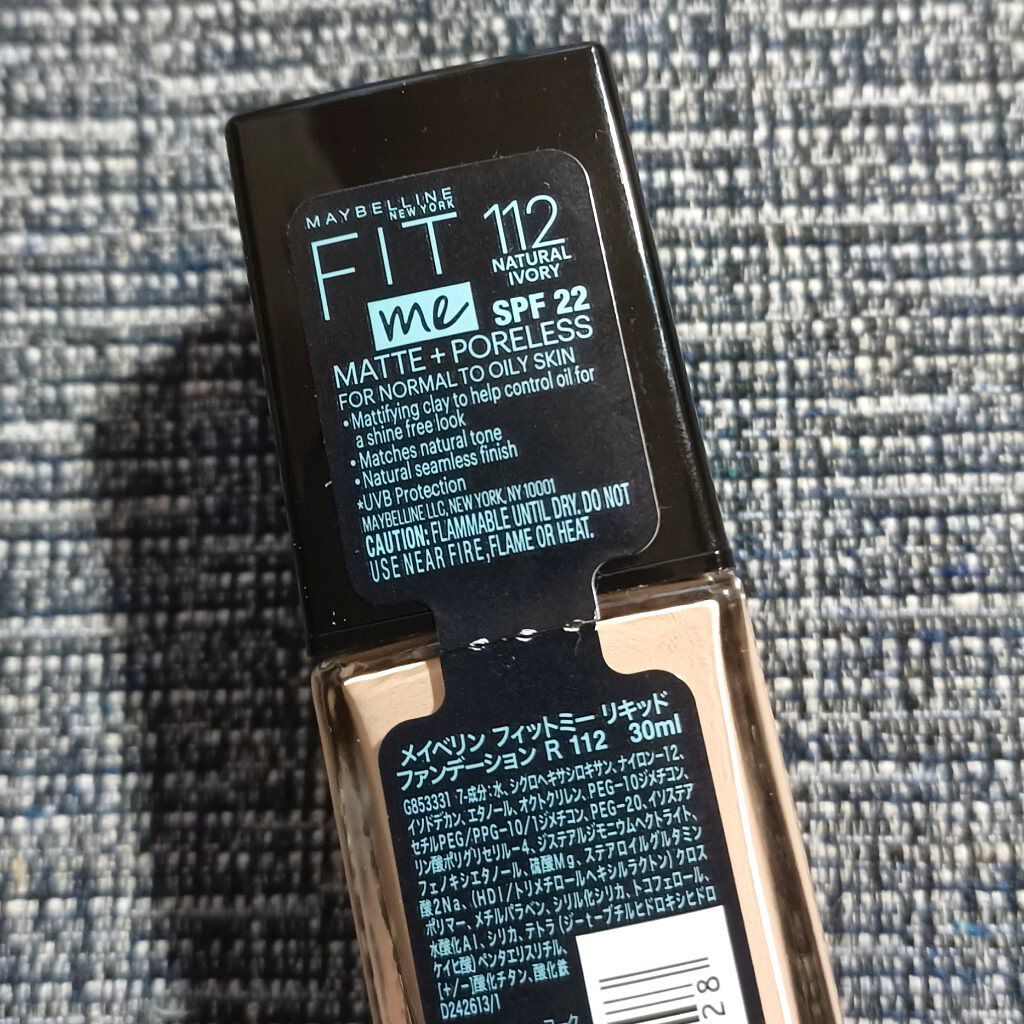 MAYBELLINE
NEW YORK
FIT
me
112
NATURAL
IVORY
SPF 22
MATTE + PORELESS
FOR NORMAL TO OILY SKIN
•Mattifying clay to help control oil for
a shine free look
• Matches natural tone
• Natural seamless finish
*UVB Protection
MAYBELLINE LLC, NEW YORK, NY 10001
CAUTION: FLAMMABLE UNTIL DRY. DO NOT
USE NEAR FIRE, FLAME OR HEAT.
メイベリン フィットミー リキッド
ファンデーション R 112 30ml
G853331 7-成分:水、シクロヘキサシロキサン、ナイロン-12、
イソドデカン、エタノール、オクトクリレン、PEG-10ジメチコン、
セチルPEG/PPG-10/1ジメチコン、PEG-20、イソステア
リン酸ポリグリセリル-4、ジステアルジモニウムヘクトライト、
フェノキシエタノール、硫酸Mg、ステアロイルグルタミン
酸2Na、(HDI/トリメチロールヘキシルラクトン)クロス
ポリマー、メチルパラベン、シリル化シリカ、トコフェロール、
水酸化Al、シリカ、テトラ(ジ-t-ブチルヒドロキシヒドロ
ケイヒ酸)ペンタエリスリチル、
[+/-]酸化チタン、酸化鉄
D242613/1
28